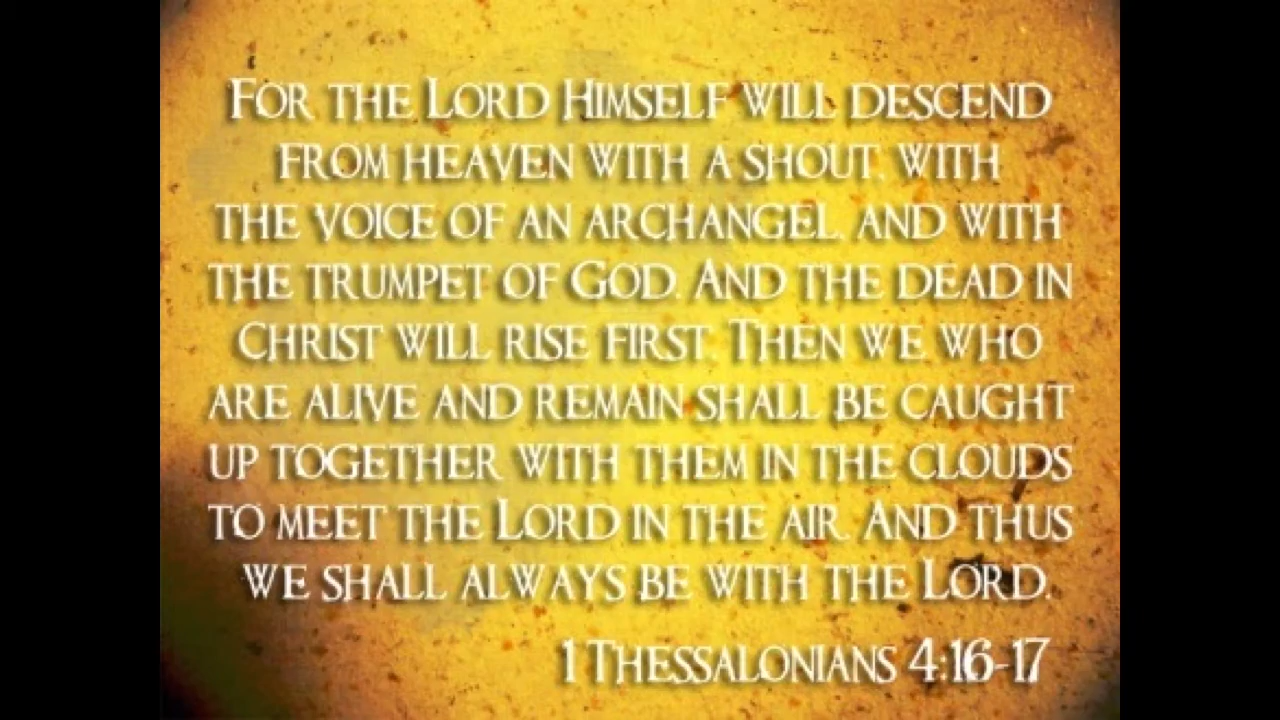 For the Lord Himself will descend
from heaven with a shout, with
the voice of an archangel, and with
the trumpet of God. And the dead in
Christ will rise first. Then we who
are alive and remain shall be caught
up together with them in the clouds
to meet the Lord in the air. And thus
we shall always be with the Lord.
1 Thessalonians 4:16-17